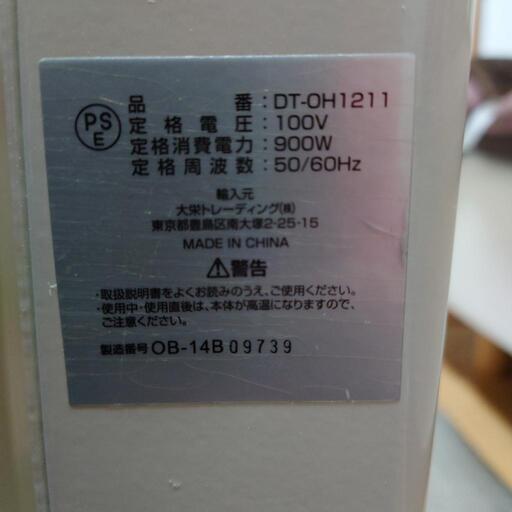 PS
E
品番：DT-OH1211
定格電圧：100V
定格消費電力：900W
定格周波数：50/60Hz
輸入元
大栄トレーディング㈱
東京都豊島区南大塚2-25-15
MADE IN CHINA
⚠警告
・取扱説明書をよくお読みのうえ、ご使用ください。
・使用中・使用直後は、本体が高温になりますので、
ご注意ください。
製造番号 OB-14B09739